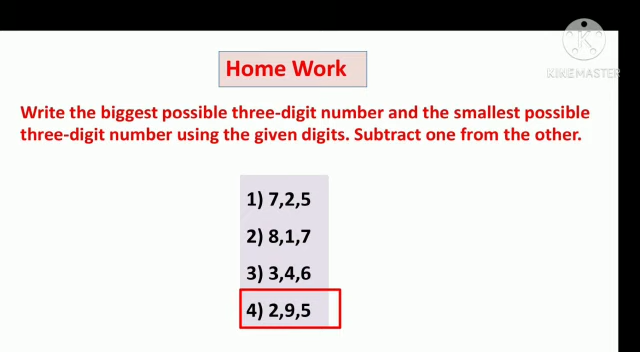 KINEMASTER
Home Work
Write the biggest possible three-digit number and the smallest possible
three-digit number using the given digits. Subtract one from the other.
1) 7,2,5
2) 8,1,7
3) 3,4,6
4) 2,9,5